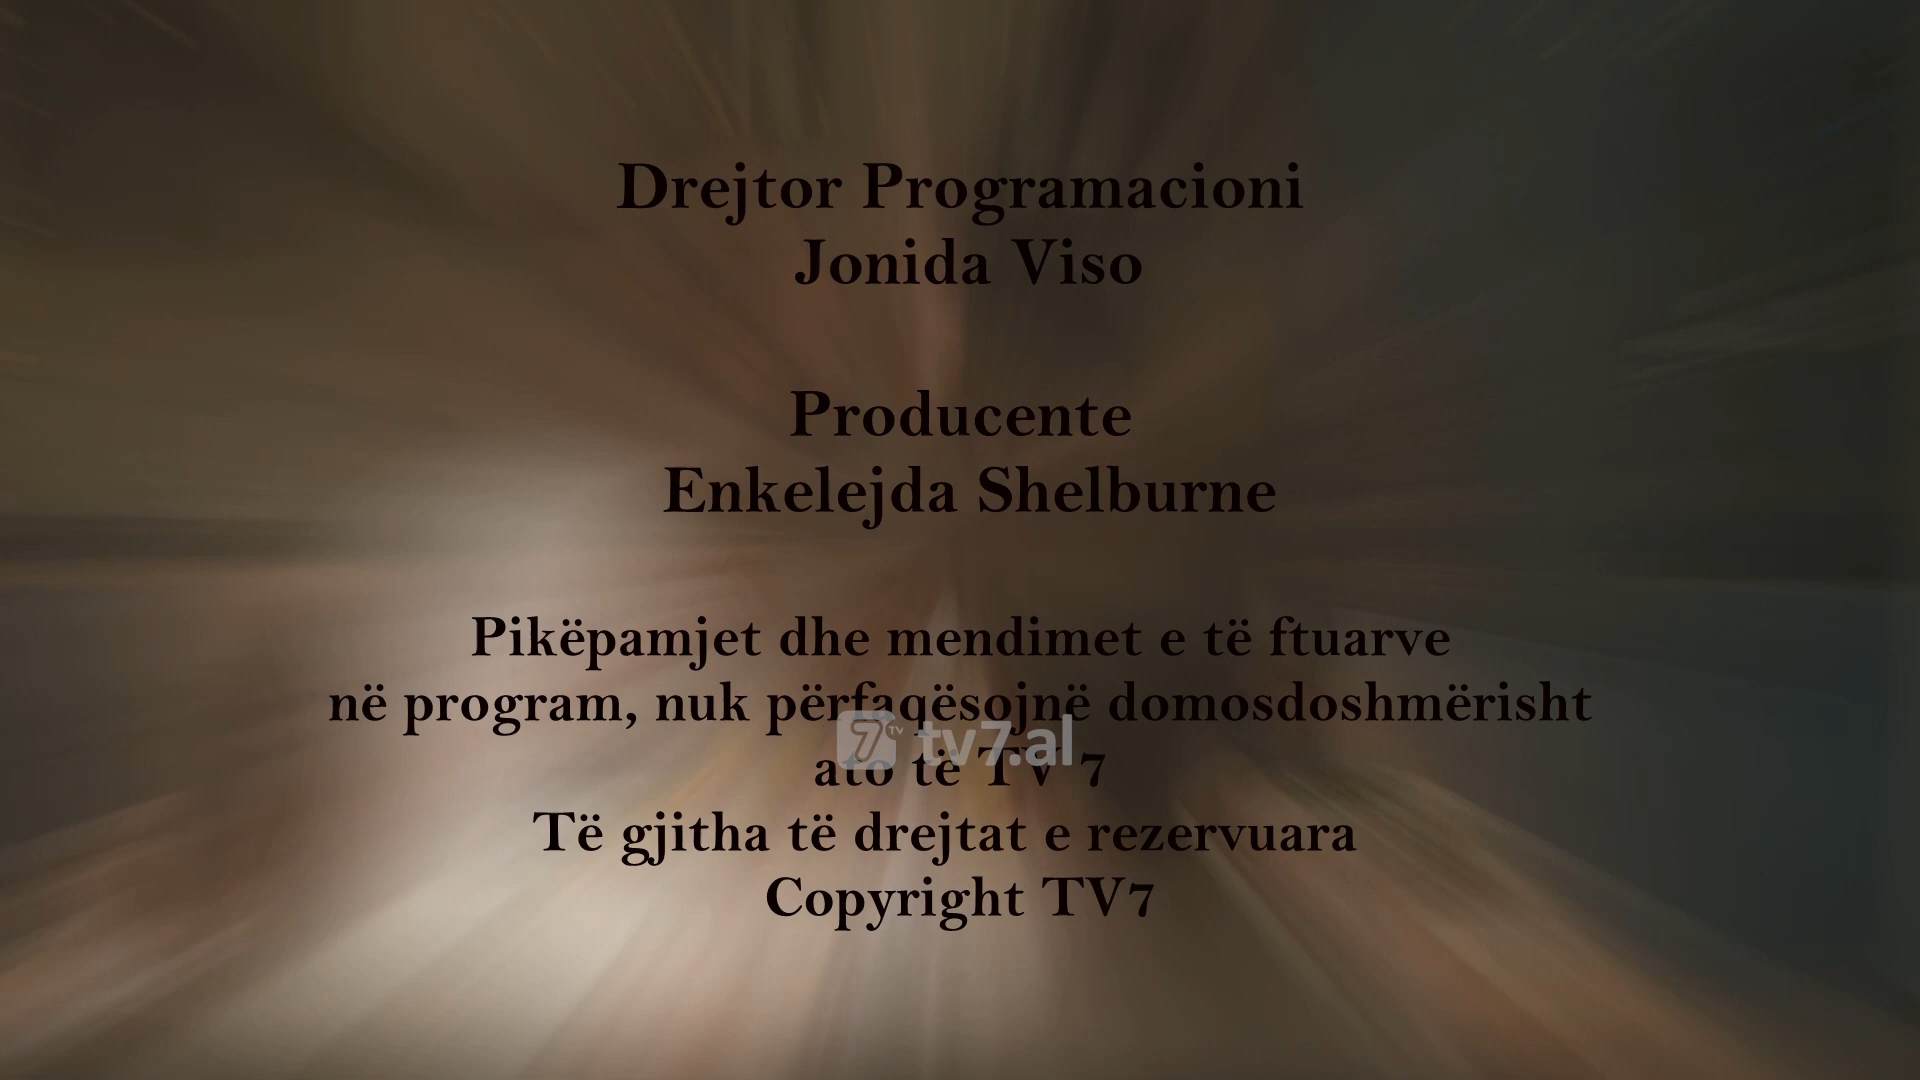 Drejtor Programacioni
Jonida Viso
Producente
Enkelejda Shelburne
Pikëpamjet dhe mendimet e të ftuarve
në program, nuk përfaqësojnë domosdoshmërisht
7TV tv7.al
ato të TV 7
Të gjitha të drejtat e rezervuara
Copyright TV7